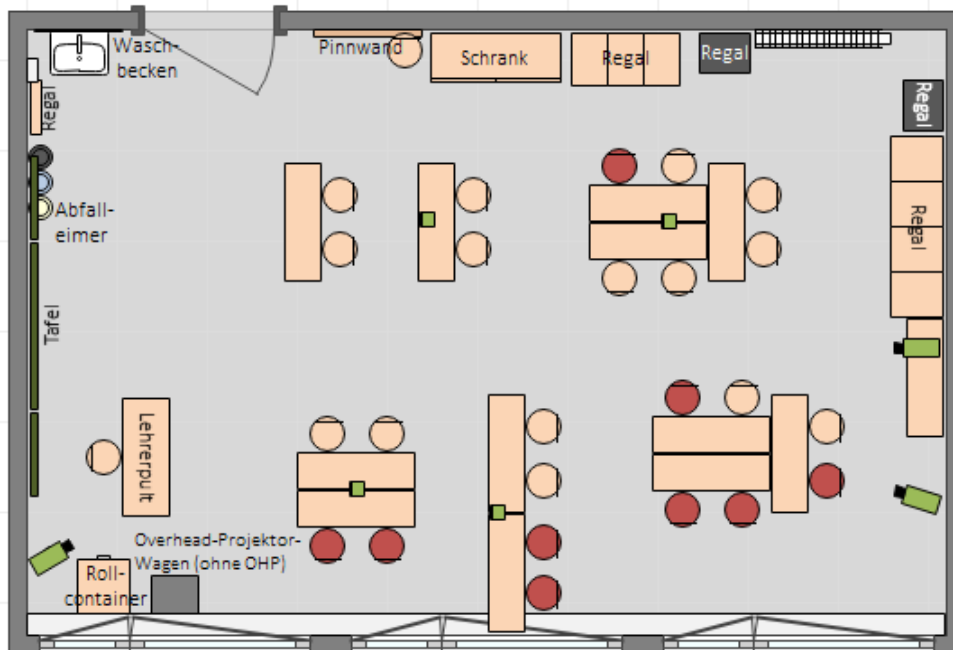 Wasch-
becken
Pinnwand
Schrank
Regal
Regal
Regal
Regal
Abfall-
eimer
Regal
Tafel
Lehrerpult
Overhead-Projektor-
Wagen (ohne OHP)
Roll-
container